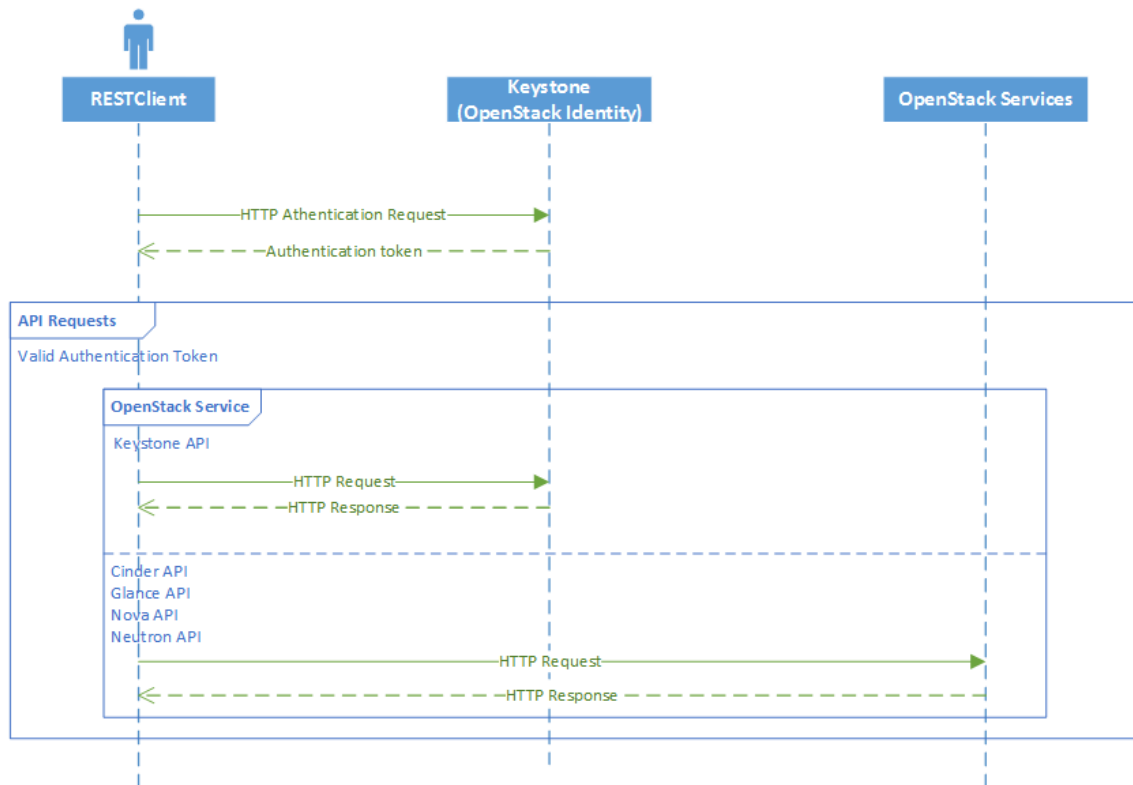 RESTClient
Keystone
(OpenStack Identity)
OpenStack Services
HTTP Athentication Request
Authentication token
API Requests
Valid Authentication Token
OpenStack Service
Keystone API
HTTP Request
HTTP Response
Cinder API
Glance API
Nova API
Neutron API
HTTP Request
HTTP Response